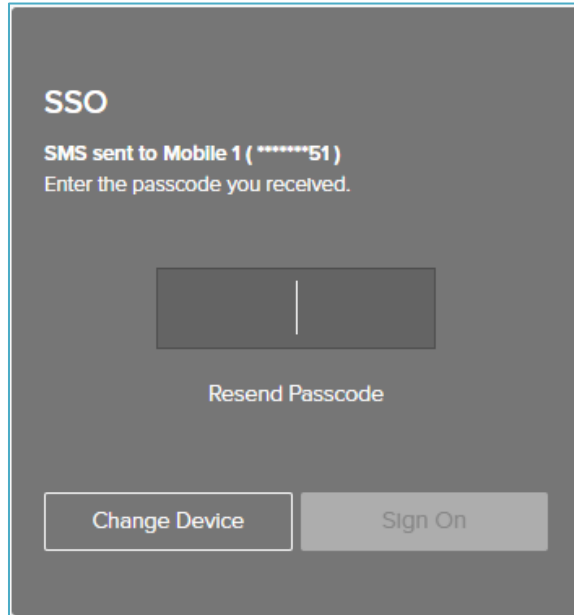 SSO
SMS sent to Mobile 1 ( *******51 )
Enter the passcode you received.
Resend Passcode
Change Device
Sign On